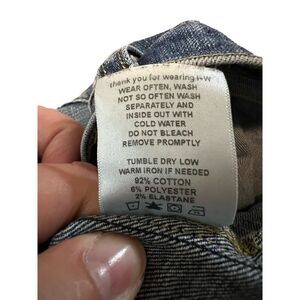 thank you for wearing H&W
WEAR OFTEN, WASH
NOT SO OFTEN WASH
SEPARATELY AND
INSIDE OUT WITH
COLD WATER
DO NOT BLEACH
REMOVE PROMPTLY
TUMBLE DRY LOW
WARM IRON IF NEEDED
92% COTTON
6% POLYESTER
2% ELASTANE